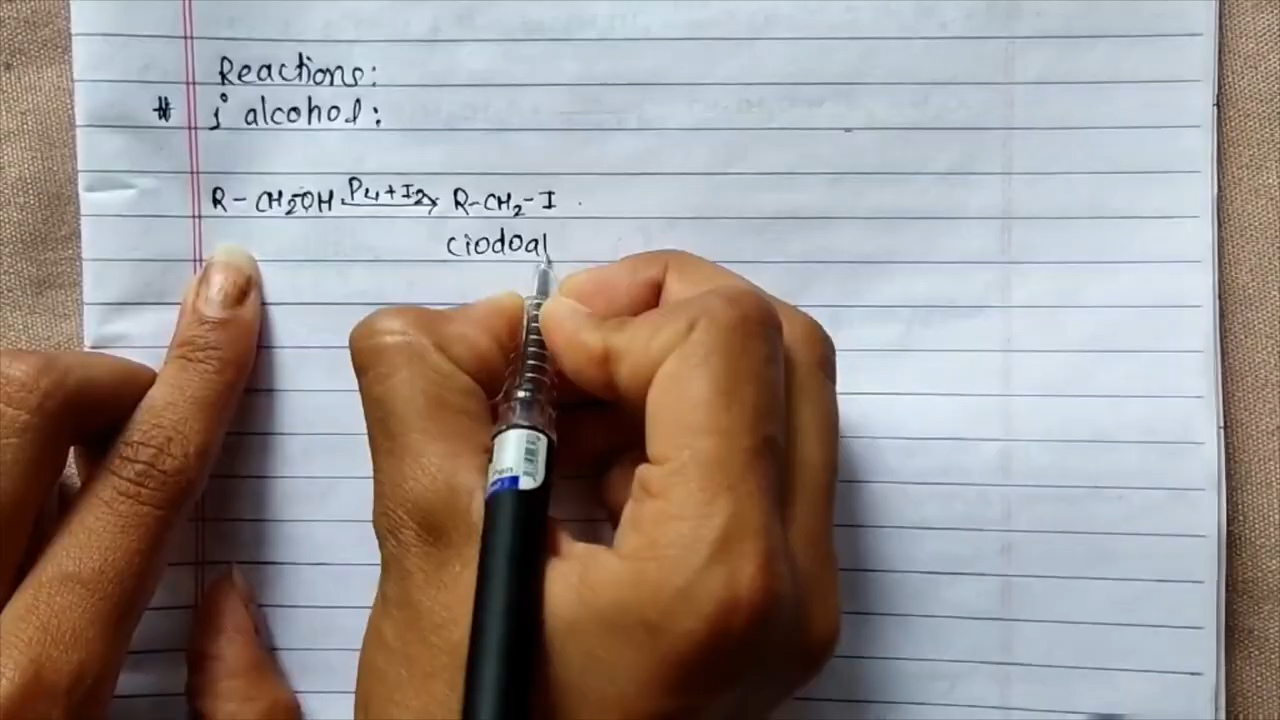 Reactions:
# 1° alcohol:
R-CH2OH P4+I2→ R-CH2-I
(iodoal